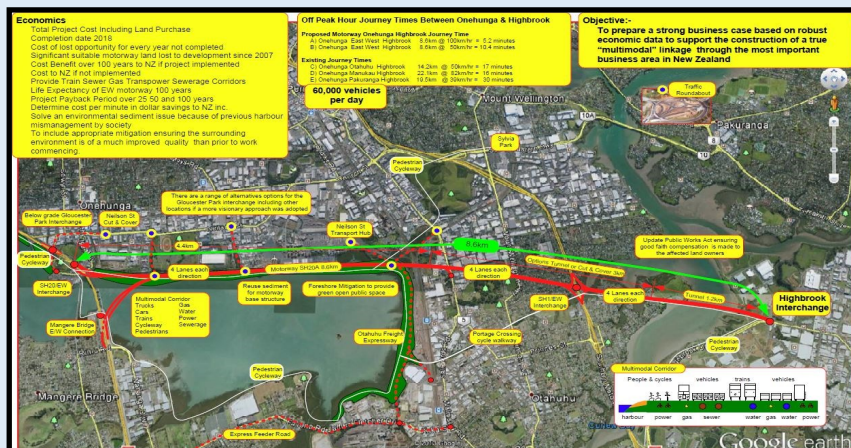 Economics
Total Project Cost Including Land Purchase
Completion date 2018
Cost of lost opportunity for every year not completed
Significant suitable motorway land lost to development since 2007
Cost Benefit over 100 years to NZ if project implemented
Cost to NZ if not implemented
Provide Train Sewer Gas Transpower Sewerage Corridors
Life Expectancy of EW motorway 100 years
Project Payback Period over 25 50 and 100 years
Determine cost per minute in dollar savings to NZ inc.
Solve an environmental sediment issue because of previous harbour
mismanagement by society
To include appropriate mitigation ensuring the surrounding
environment is of a much improved quality than prior to work
commencing.
Off Peak Hour Journey Times Between Onehunga & Highbrook
Proposed Motorway Onehunga Highbrook Journey Time
A) Onehunga East West Highbrook 8.6km @ 100km/hr = 5.2 minutes
B) Onehunga East West Highbrook 8.6km @ 50km/hr = 10.4 minutes
Existing Journey Times
C) Onehunga Otahuhu Highbrook 14.2km @ 50km/hr = 17 minutes
D) Onehunga Manukau Highbrook 22.1km @ 82km/hr = 16 minutes
E) Onehunga Pakuranga Highbrook 19.5km @ 39km/hr = 30 minutes
60,000 vehicles
per day
Objective:-
To prepare a strong business case based on robust
economic data to support the construction of a true
"multimodal" linkage through the most important
business area in New Zealand
Traffic
Roundabout
Mount Wellington
10A
Pakuranga
8
10
Sylvia
Park
Pedestrian
Cycleway
Onehunga
There are a range of alternatives options for the
Gloucester Park interchange including other
locations if a more visionary approach was adopted
Below grade Gloucester
Park Interchange
Neilson St
Cut & Cover
Neilson St
Transport Hub
4.4km
8.6km
Update Public Works Act ensuring
good faith compensation is made to
the affected land owners
Pedestrian
Cycleway
4 Lanes each
direction
Motorway SH20A 8.6km
4 Lanes each
direction
Options Tunnel or Cut & Cover 3km
SH20/EW
Interchange
Reuse sediment
for motorway
base structure
Foreshore Mitigation to provide
green open public space
SH1/EW
Interchange
4 Lanes each
direction
Tunnel 1.2km
Highbrook
Interchange
Multimodal Corridor
Trucks Gas
Cars Water
Trains Power
Cycleway Sewerage
Pedestrians
Mangere Bridge
E/W Connection
Otahuhu Freight
Expressway
5
Portage Crossing
cycle walkway
Pedestrian
Cycleway
Pedestrian
Cycleway
Mangere Bridge
Otahuhu
Express Feeder Road
Multimodal Corridor
People & cycles vehicles trains vehicles
harbour power gas sewer water gas water power
Google earth